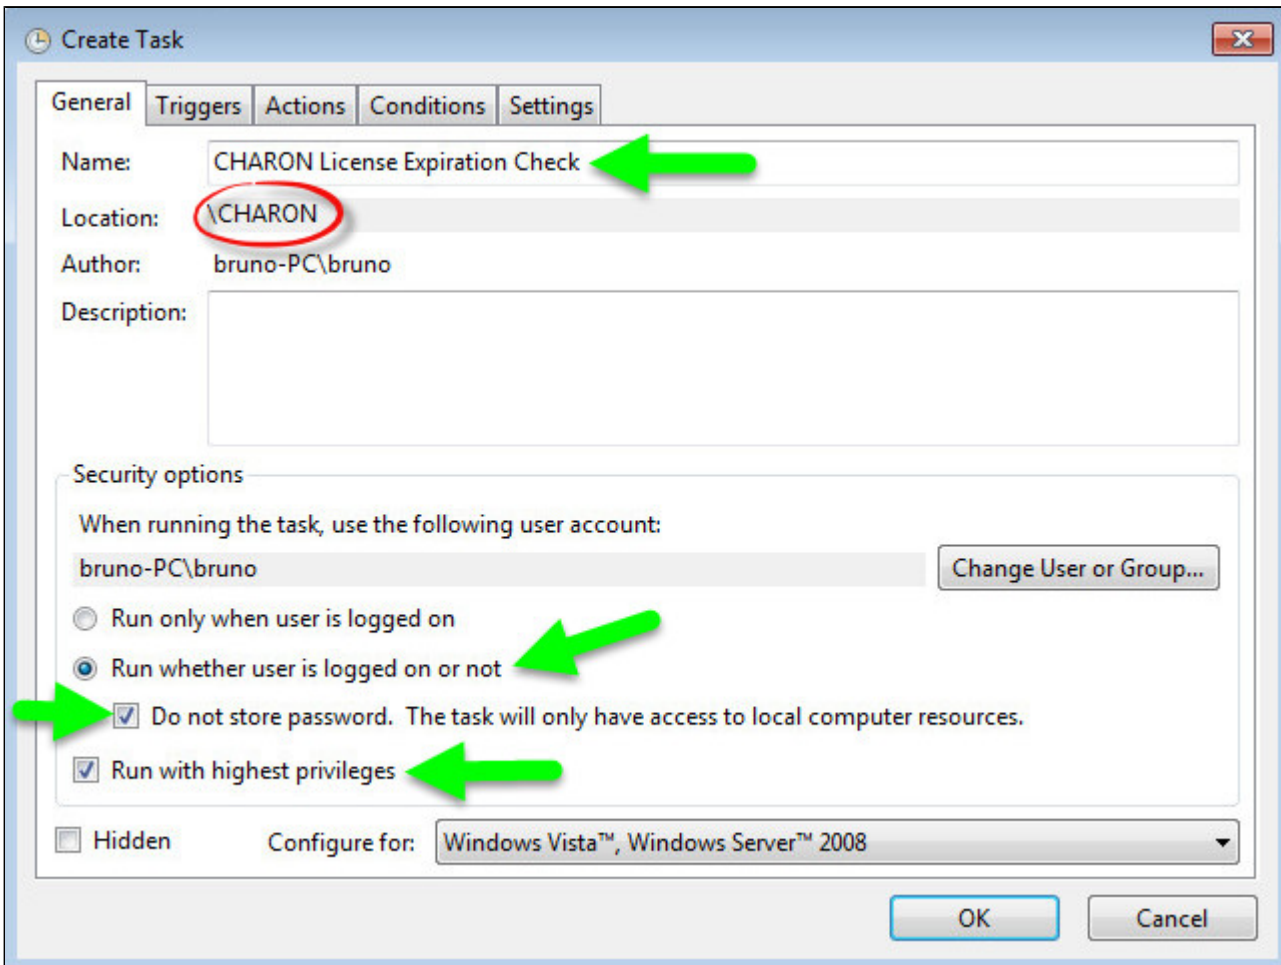 Create Task
General Triggers Actions Conditions Settings
Name: CHARON License Expiration Check
Location: \CHARON
Author: bruno-PC\bruno
Description:
Security options
When running the task, use the following user account:
bruno-PC\bruno Change User or Group...
Run only when user is logged on
Run whether user is logged on or not
Do not store password. The task will only have access to local computer resources.
Run with highest privileges
Hidden Configure for: Windows Vista™, Windows Server™ 2008
OK Cancel